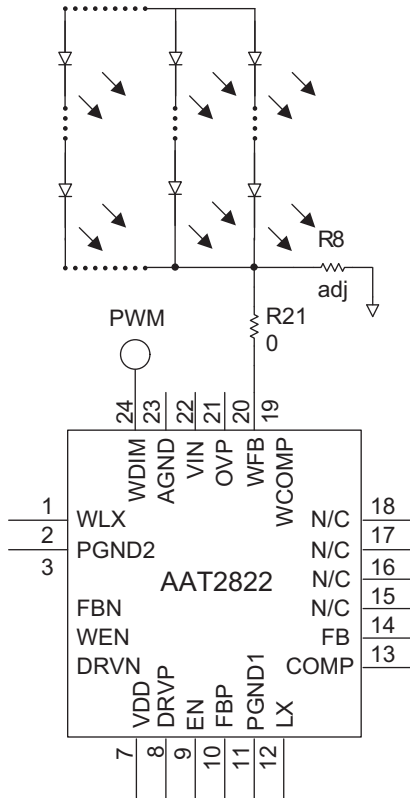 R8
adj
R21
0
PWM
24
23
22
21
20
19
WDIM
AGND
VIN
OVP
WFB
WCOMP
1
WLX
18
N/C
2
PGND2
17
N/C
3
16
N/C
AAT2822
15
N/C
FBN
14
FB
WEN
13
COMP
DRVN
VDD
DRVP
EN
FBP
PGND1
LX
7
8
9
10
11
12